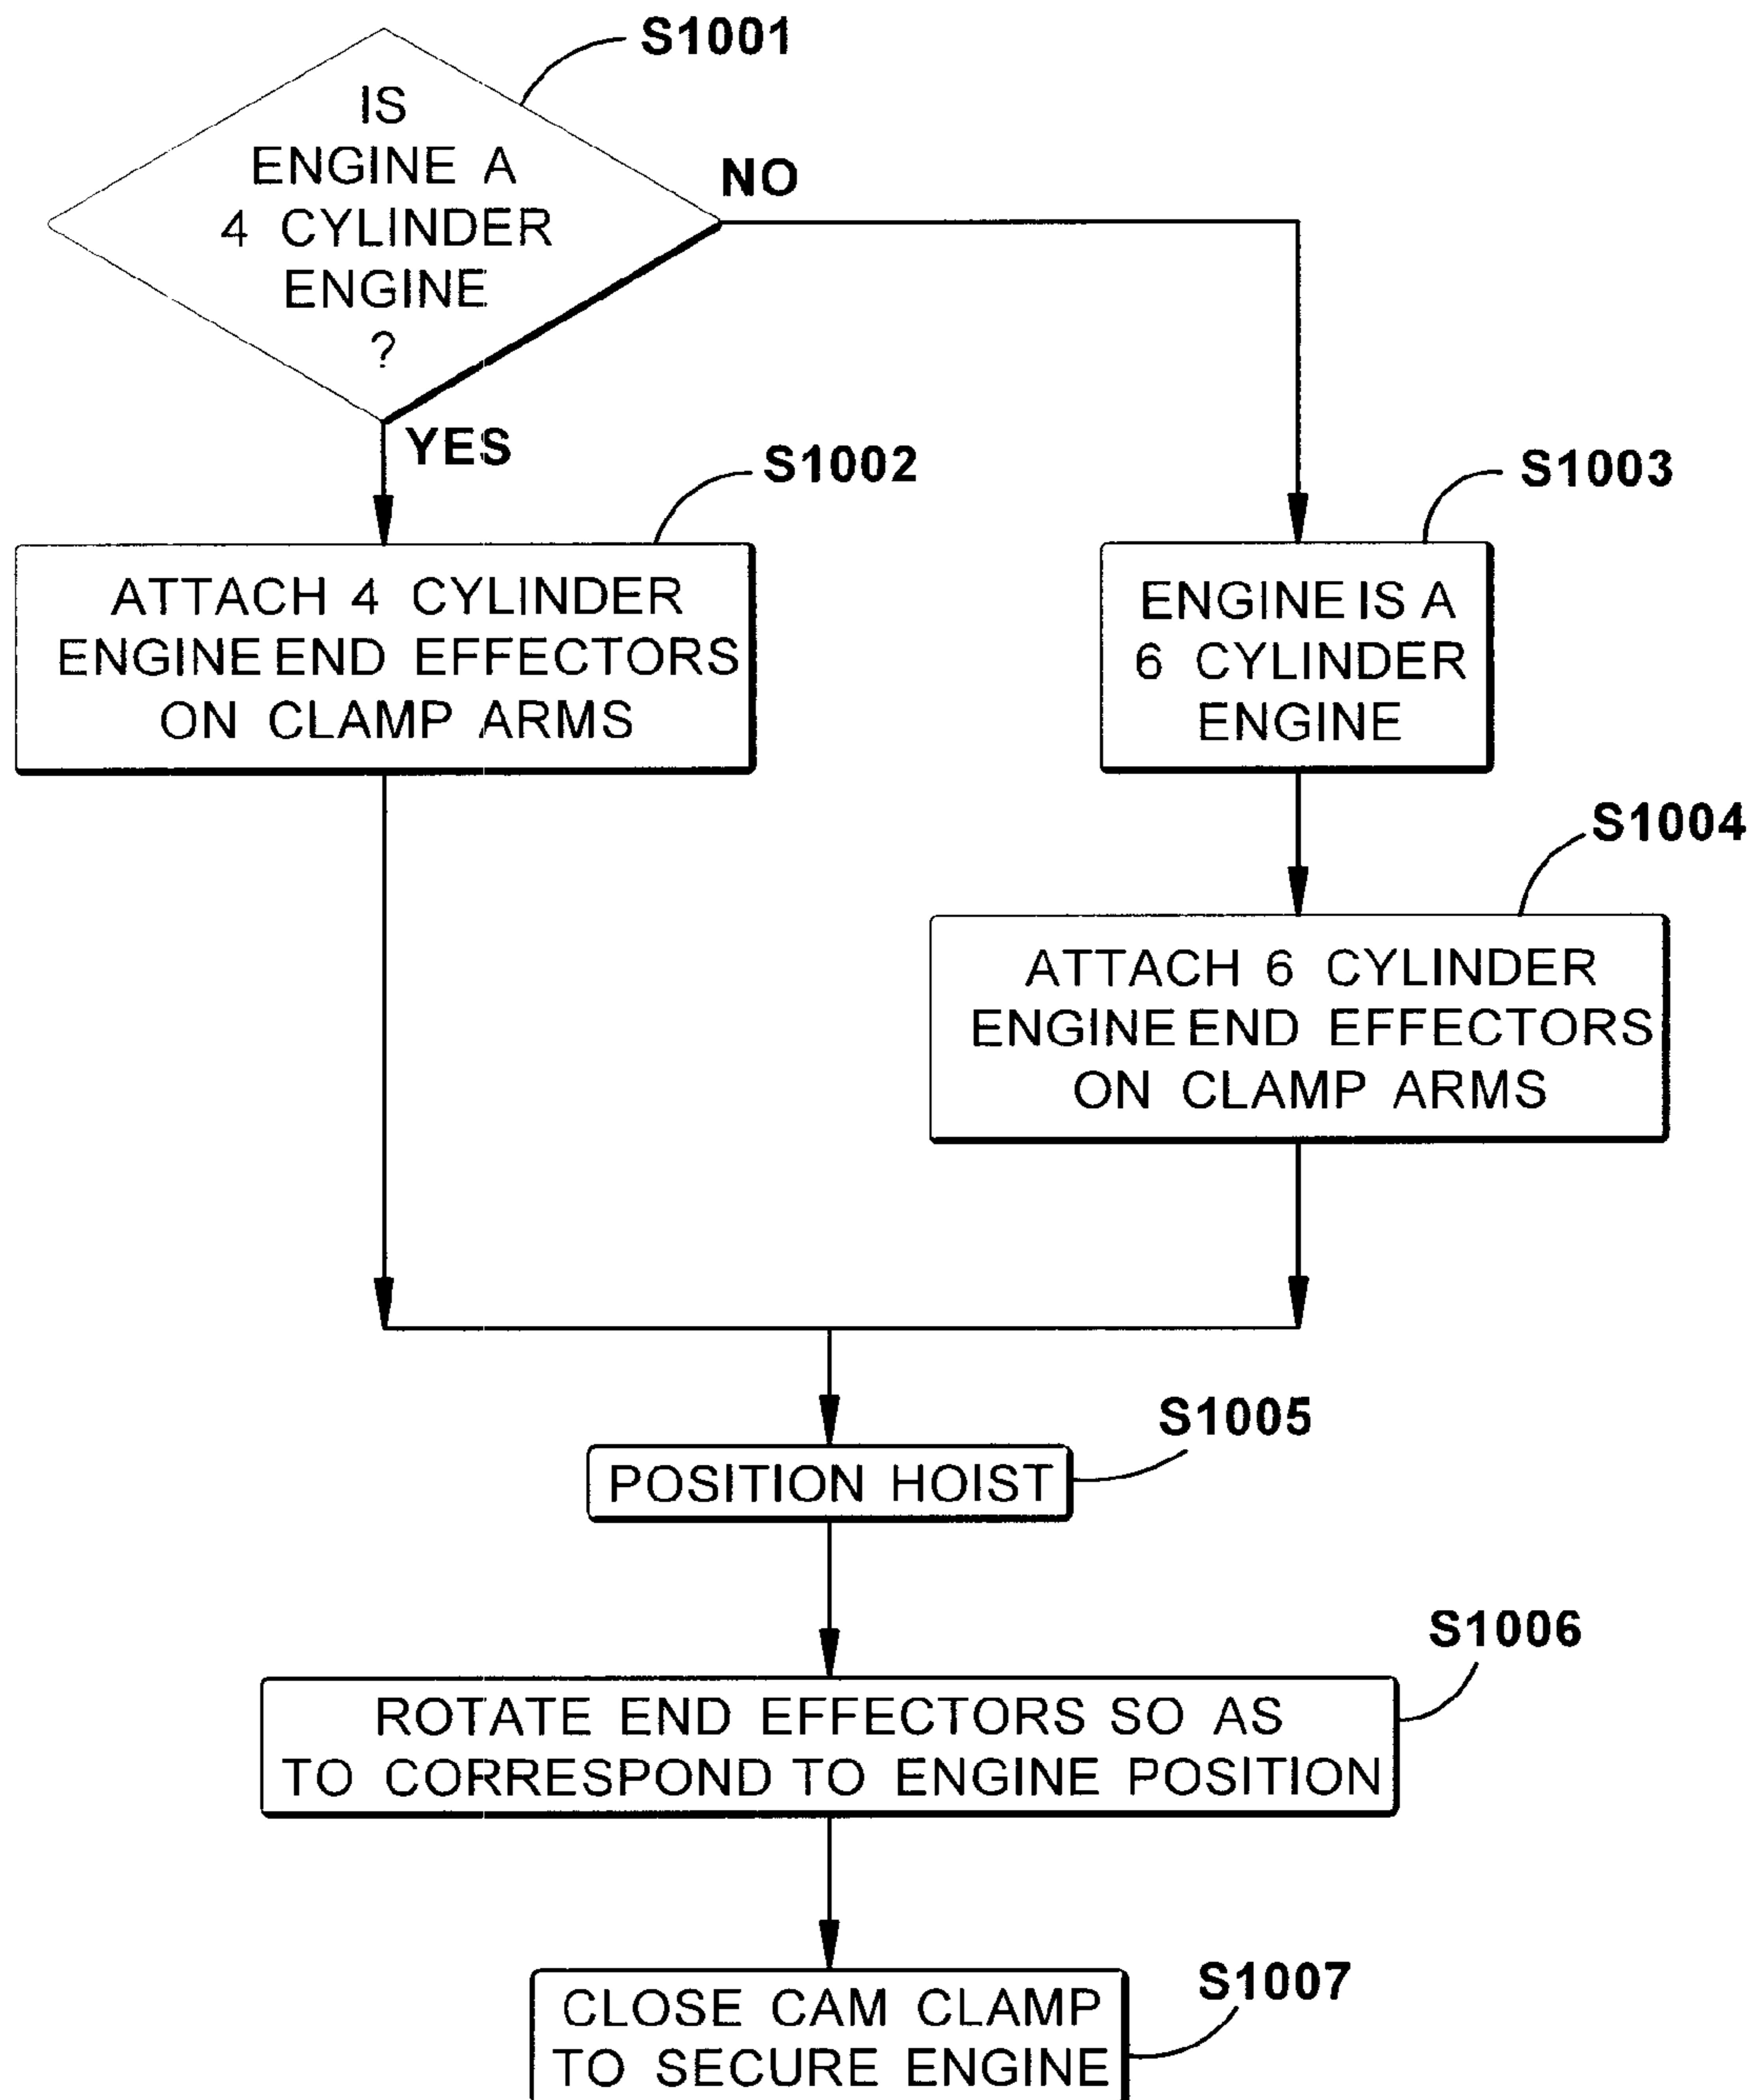 S1001
IS
ENGINE A
4 CYLINDER
ENGINE
?
NO
YES
S1002
ATTACH 4 CYLINDER
ENGINE END EFFECTORS
ON CLAMP ARMS
S1003
ENGINE IS A
6 CYLINDER
ENGINE
S1004
ATTACH 6 CYLINDER
ENGINE END EFFECTORS
ON CLAMP ARMS
S1005
POSITION HOIST
S1006
ROTATE END EFFECTORS SO AS
TO CORRESPOND TO ENGINE POSITION
S1007
CLOSE CAM CLAMP
TO SECURE ENGINE